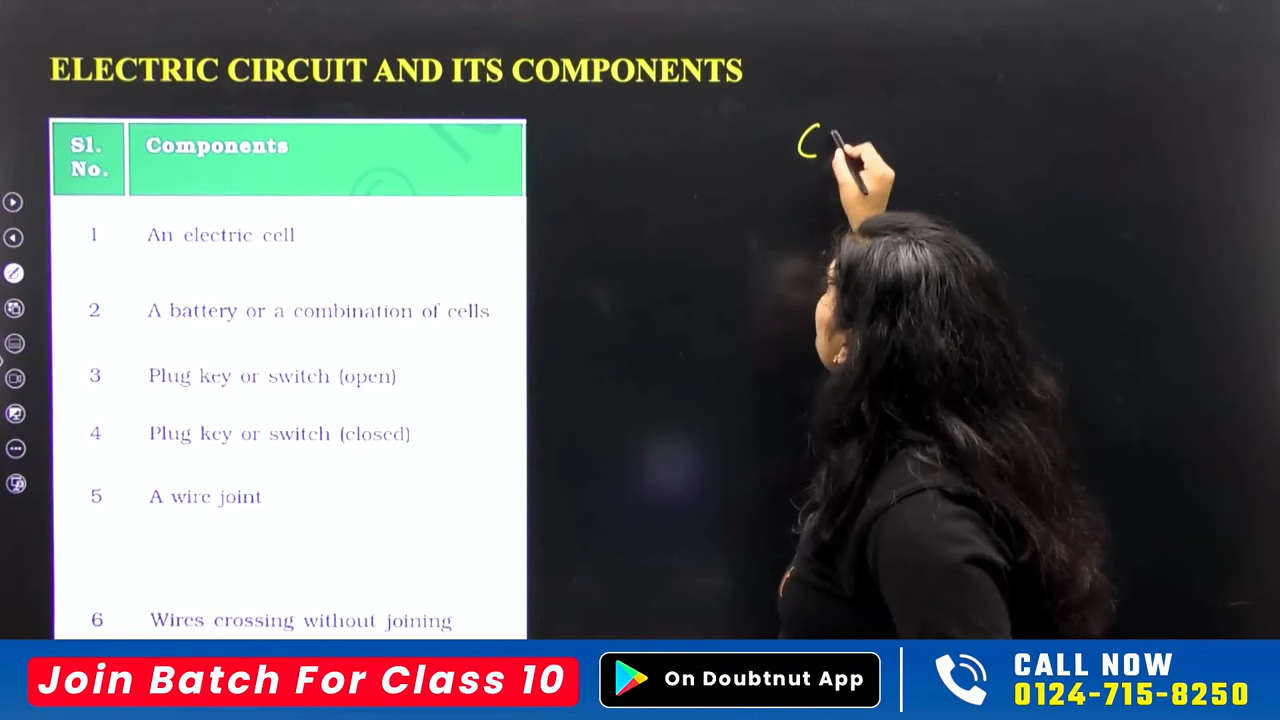 ELECTRIC CIRCUIT AND ITS COMPONENTS
Sl. No.
Components
1 An electric cell
2 A battery or a combination of cells
3 Plug key or switch (open)
4 Plug key or switch (closed)
5 A wire joint
6 Wires crossing without joining
C
Join Batch For Class 10
On Doubtnut App
CALL NOW
0124-715-8250